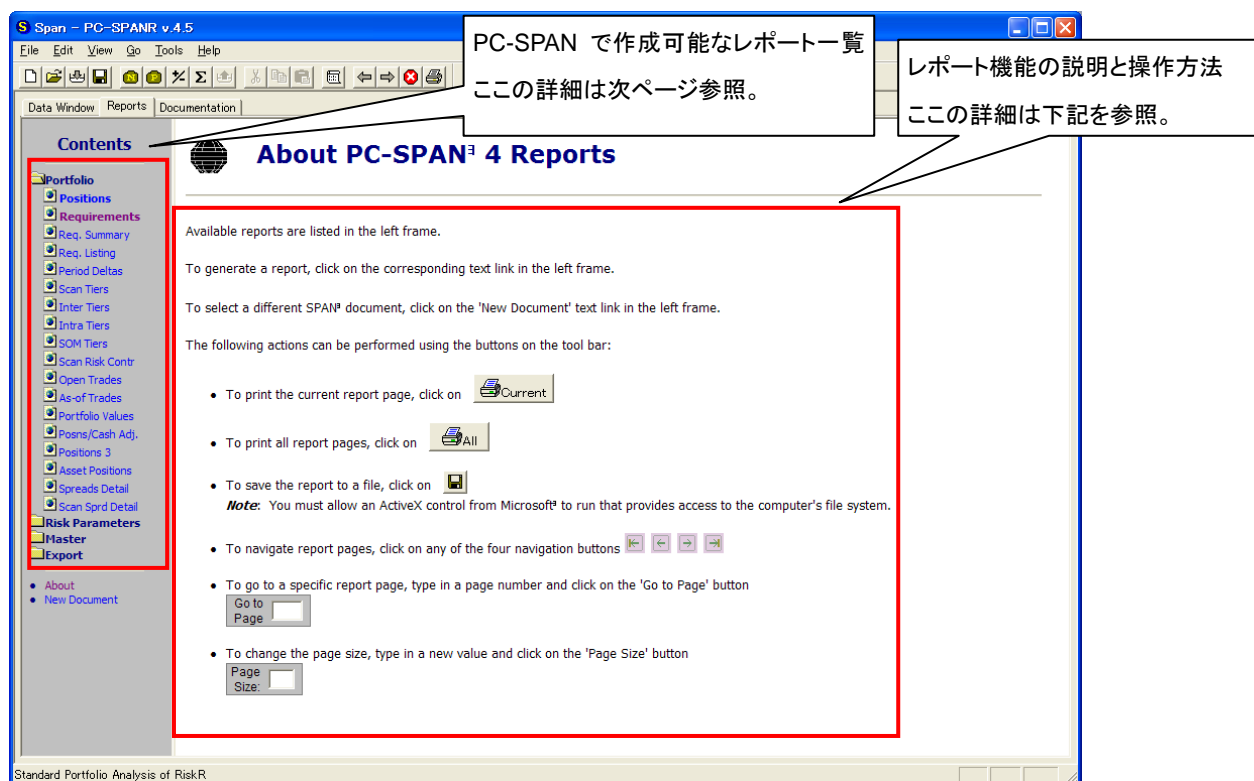 Span - PC-SPANR v.4.5
File Edit View Go Tools Help
PC-SPAN で作成可能なレポート一覧
ここの詳細は次ページ参照。
レポート機能の説明と操作方法
ここの詳細は下記を参照。
Data Window Reports Documentation
Contents
Portfolio
Positions
Requirements
Req. Summary
Req. Listing
Period Deltas
Scan Tiers
Inter Tiers
Intra Tiers
SOM Tiers
Scan Risk Contr
Open Trades
As-of Trades
Portfolio Values
Posns/Cash Adj.
Positions 3
Asset Positions
Spreads Detail
Scan Sprd Detail
Risk Parameters
Master
Export
About
New Document
About PC-SPAN³ 4 Reports
Available reports are listed in the left frame.
To generate a report, click on the corresponding text link in the left frame.
To select a different SPAN³ document, click on the 'New Document' text link in the left frame.
The following actions can be performed using the buttons on the tool bar:
To print the current report page, click on Current
To print all report pages, click on All
To save the report to a file, click on
Note: You must allow an ActiveX control from Microsoft³ to run that provides access to the computer's file system.
To navigate report pages, click on any of the four navigation buttons
To go to a specific report page, type in a page number and click on the 'Go to Page' button
Go to
Page
To change the page size, type in a new value and click on the 'Page Size' button
Page
Size:
Standard Portfolio Analysis of RiskR